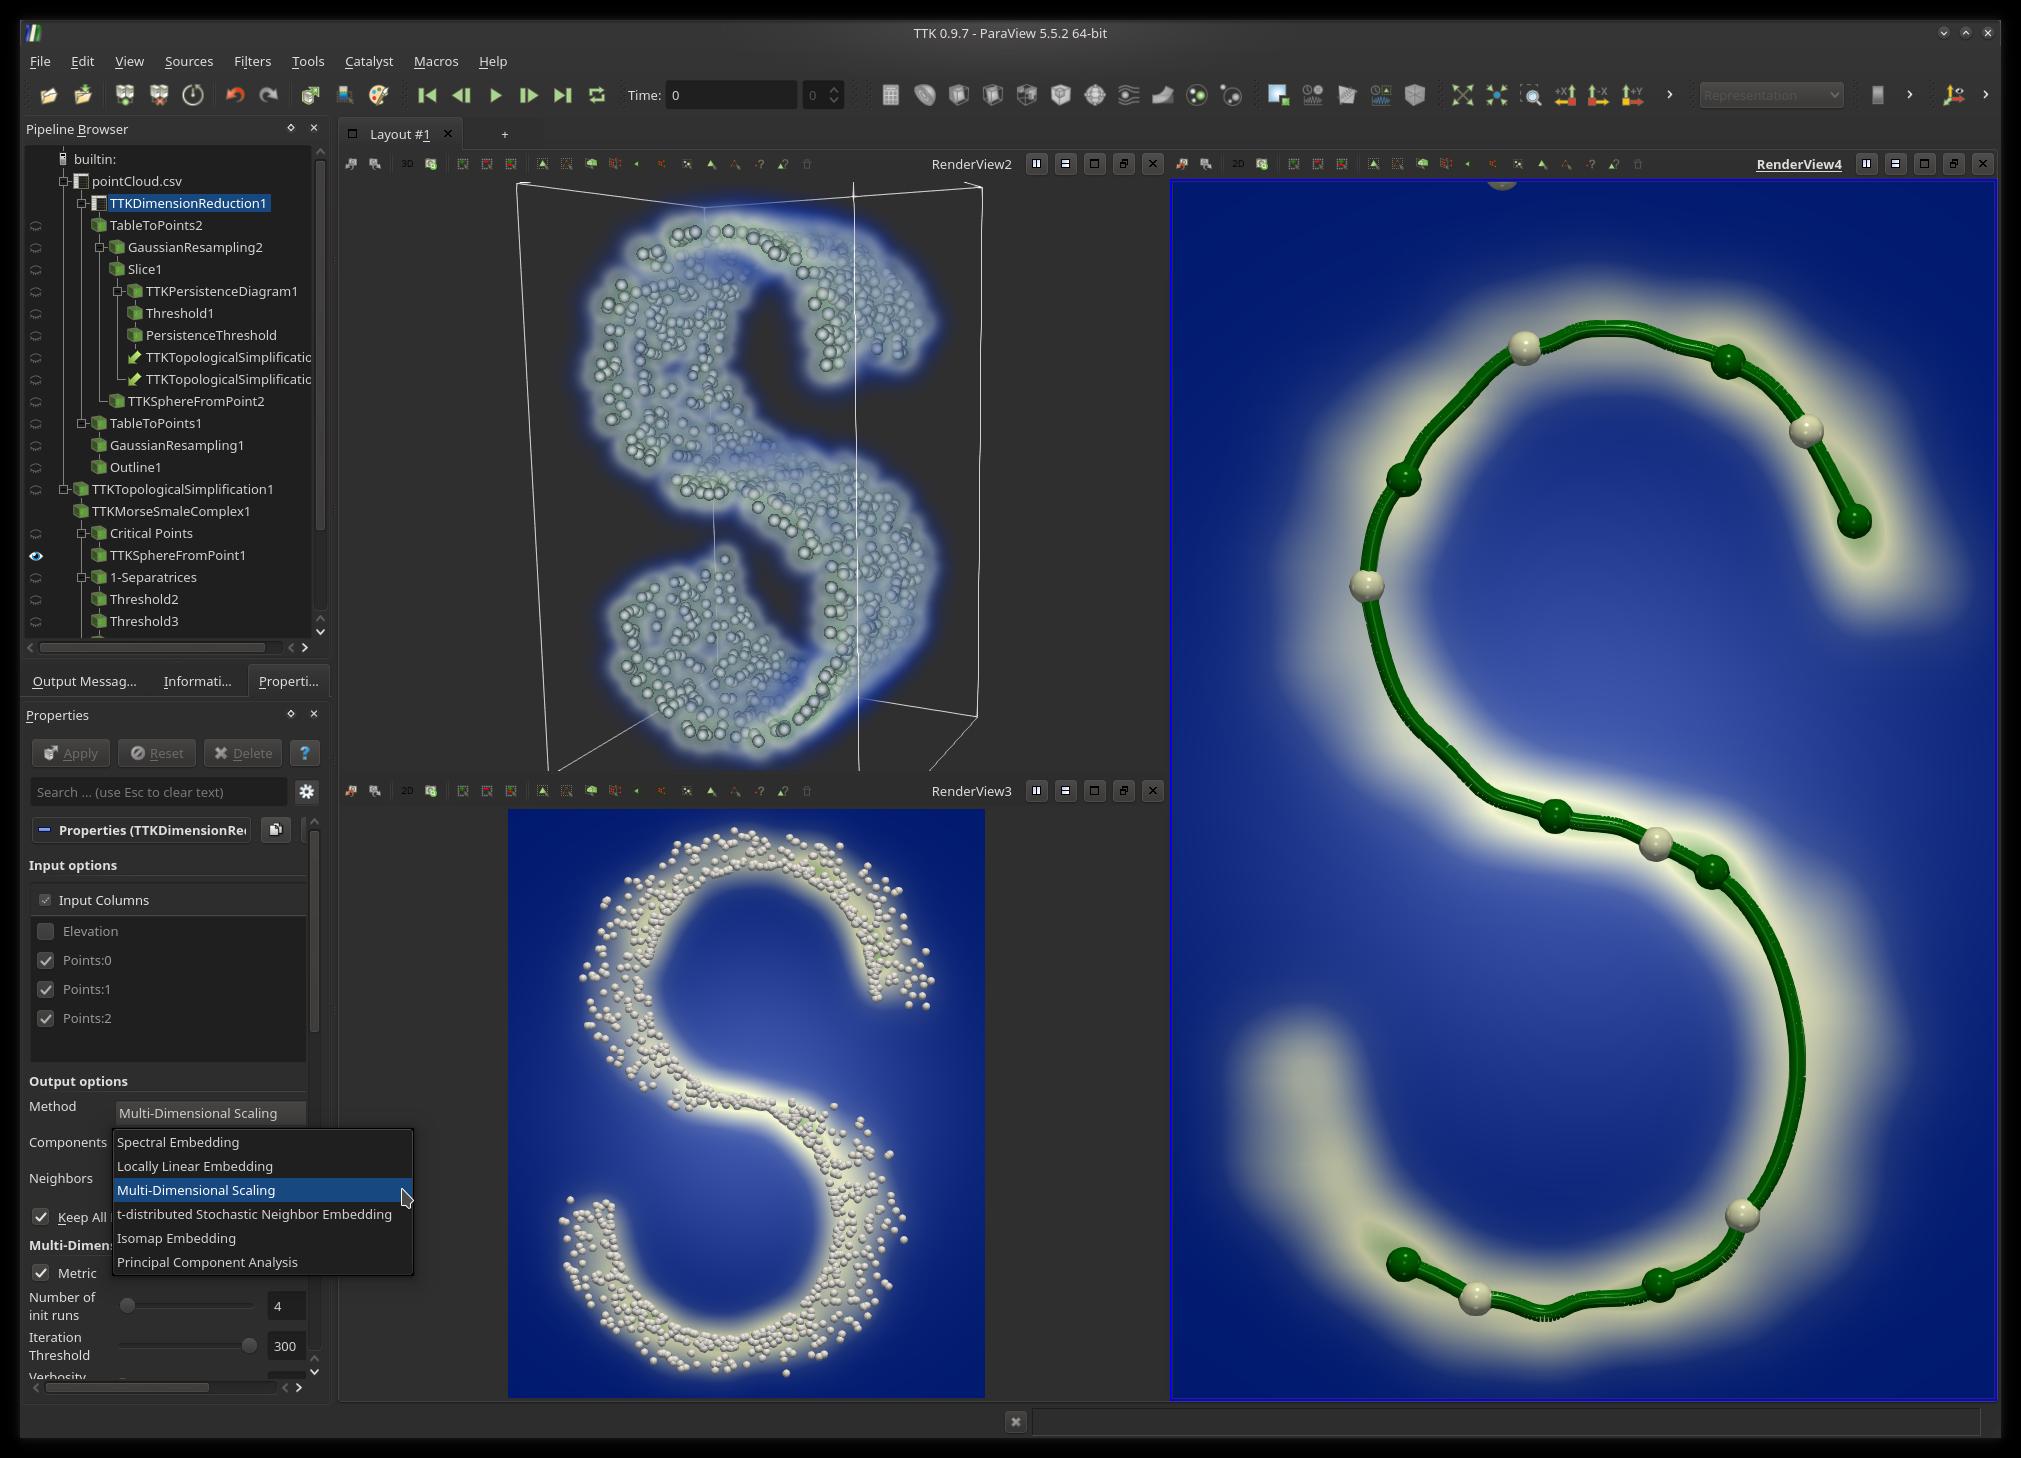 TTK 0.9.7 - ParaView 5.5.2 64-bit
File Edit View Sources Filters Tools Catalyst Macros Help
Time: 0 0 +X -X +Y Representation
Pipeline Browser
Layout #1 +
builtin:
pointCloud.csv
TTKDimensionReduction1
TableToPoints2
GaussianResampling2
Slice1
TTKPersistenceDiagram1
Threshold1
PersistenceThreshold
TTKTopologicalSimplificatio
TTKTopologicalSimplificatio
TTKSphereFromPoint2
TableToPoints1
GaussianResampling1
Outline1
TTKTopologicalSimplification1
TTKMorseSmaleComplex1
Critical Points
TTKSphereFromPoint1
1-Separatrices
Threshold2
Threshold3
3D RenderView2
2D RenderView4
2D RenderView3
Output Messag... Informati... Properti...
Properties
Apply Reset Delete ?
Search ... (use Esc to clear text)
Properties (TTKDimensionRe
Input options
Input Columns
Elevation
Points:0
Points:1
Points:2
Output options
Method Multi-Dimensional Scaling
Components
Neighbors
Spectral Embedding
Locally Linear Embedding
Multi-Dimensional Scaling
t-distributed Stochastic Neighbor Embedding
Isomap Embedding
Principal Component Analysis
Keep All
Multi-Dimen
Metric
Number of
init runs
4
Iteration
Threshold
300
Verbosity